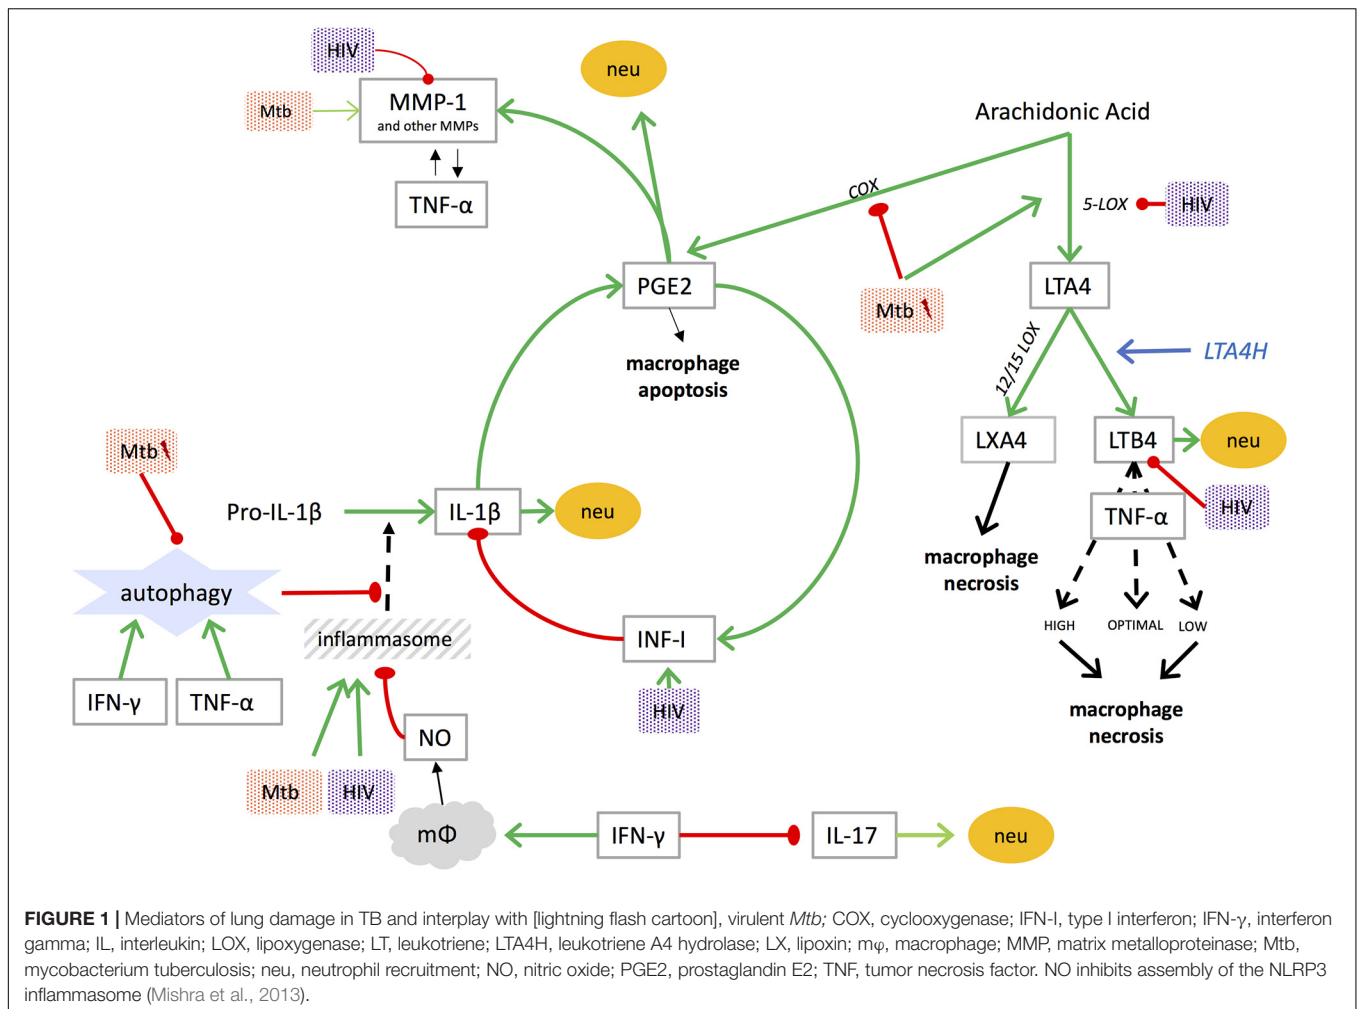 HIV
neu
Mtb
MMP-1
and other MMPs
Arachidonic Acid
TNF-α
COX
5-LOX
HIV
PGE2
Mtb
LTA4
macrophage
apoptosis
12/15 LOX
LTA4H
Mtb
LXA4
LTB4
neu
Pro-IL-1β
IL-1β
neu
TNF-α
HIV
macrophage
necrosis
autophagy
inflammasome
INF-I
HIGH
OPTIMAL
LOW
IFN-γ
TNF-α
HIV
macrophage
necrosis
NO
Mtb
HIV
mΦ
IFN-γ
IL-17
neu
FIGURE 1 | Mediators of lung damage in TB and interplay with [lightning flash cartoon], virulent Mtb; COX, cyclooxygenase; IFN-I, type I interferon; IFN-γ, interferon
gamma; IL, interleukin; LOX, lipoxygenase; LT, leukotriene; LTA4H, leukotriene A4 hydrolase; LX, lipoxin; mφ, macrophage; MMP, matrix metalloproteinase; Mtb,
mycobacterium tuberculosis; neu, neutrophil recruitment; NO, nitric oxide; PGE2, prostaglandin E2; TNF, tumor necrosis factor. NO inhibits assembly of the NLRP3
inflammasome (Mishra et al., 2013).